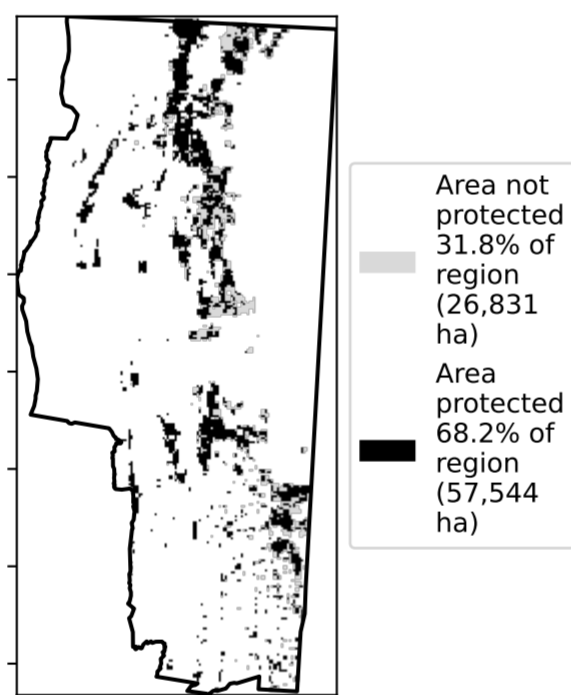 Area not
protected
31.8% of
region
(26,831
ha)
Area
protected
68.2% of
region
(57,544
ha)